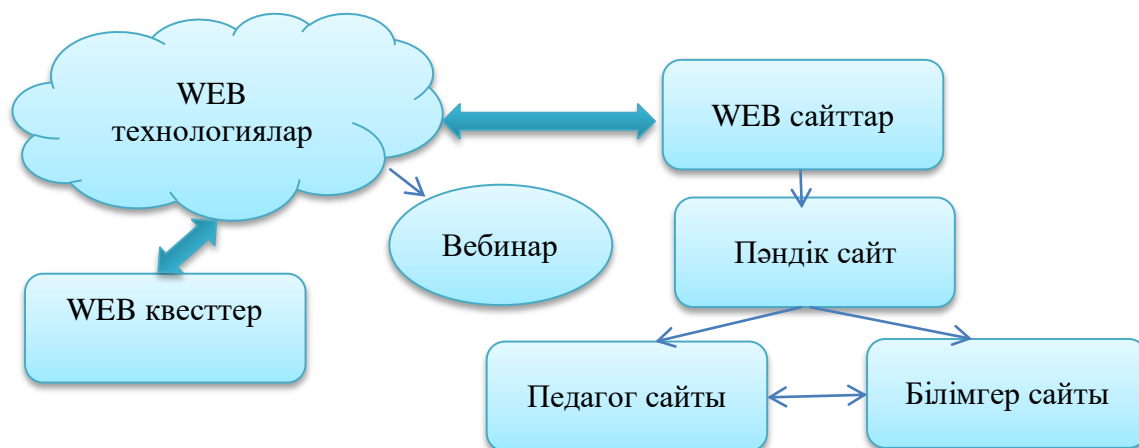 WEB
технологиялар
WEB сайттар
Вебинар
Пәндік сайт
WEB квесттер
Педагог сайты
Білімгер сайты